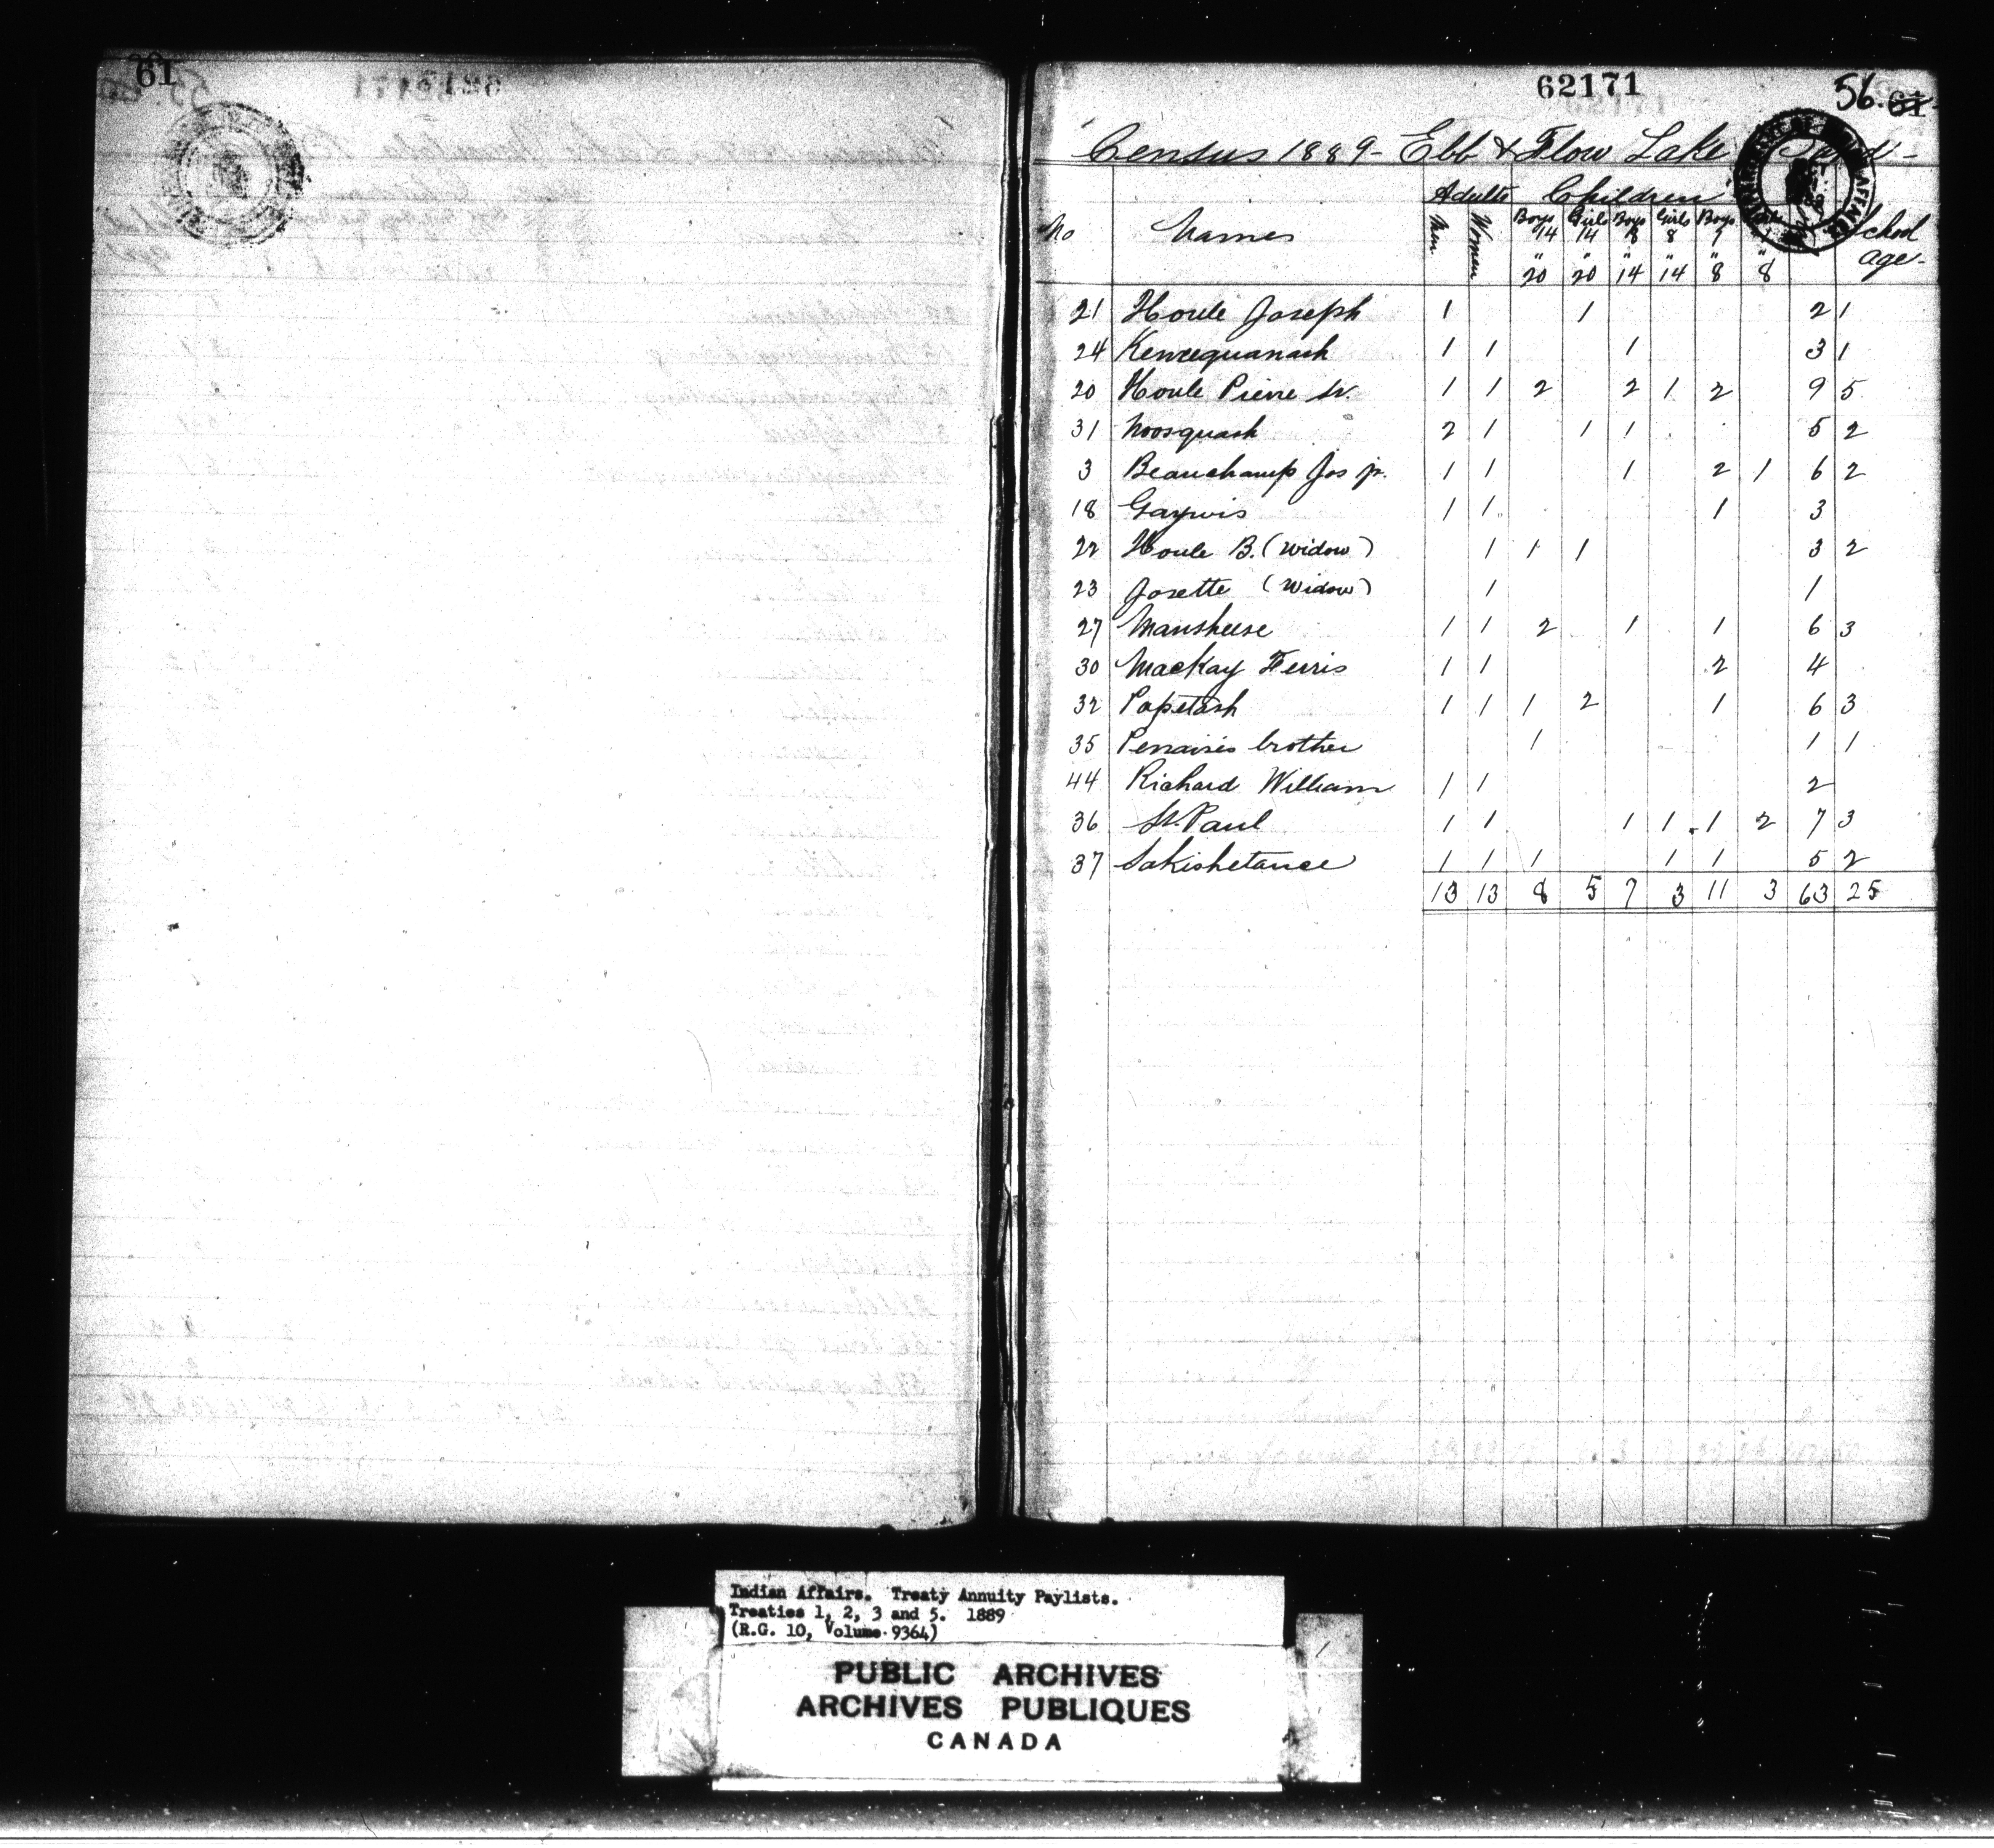 61
62171
56. 61
Census 1889 - Ebb & Flow Lake
Adults Children
No Names Men Women Boys 14 " 20 Girls 14 " 20 Boys 8 " 14 Girls 8 " 14 Boys 1 " 8 1 " 8 School age-
21 Houle Joseph 1 1 2 1
24 Kenzequanash 1 1 1 3 1
20 Houle Pierre Sr. 1 1 2 2 1 2 9 5
31 Noosquash 2 1 1 1 5 2
3 Beauchamp Jos jr. 1 1 1 2 1 6 2
18 Gaywis 1 1 1 3
22 Houle B. (Widow) 1 1 1 3 2
23 Josette (Widow) 1 1
27 Mansheese 1 1 2 1 1 6 3
30 MacKay Ferris 1 1 2 4
32 Papetash 1 1 1 2 1 6 3
35 Penaisis brother 1 1 1
44 Richard William 1 1 2
36 St. Paul 1 1 1 1 1 2 7 3
37 Sakishetance 1 1 1 1 1 5 2
13 13 8 5 7 3 11 3 63 25
Indian Affairs. Treaty Annuity Paylists.
Treaties 1, 2, 3 and 5. 1889
(R.G. 10, Volume 9364)
PUBLIC ARCHIVES
ARCHIVES PUBLIQUES
CANADA